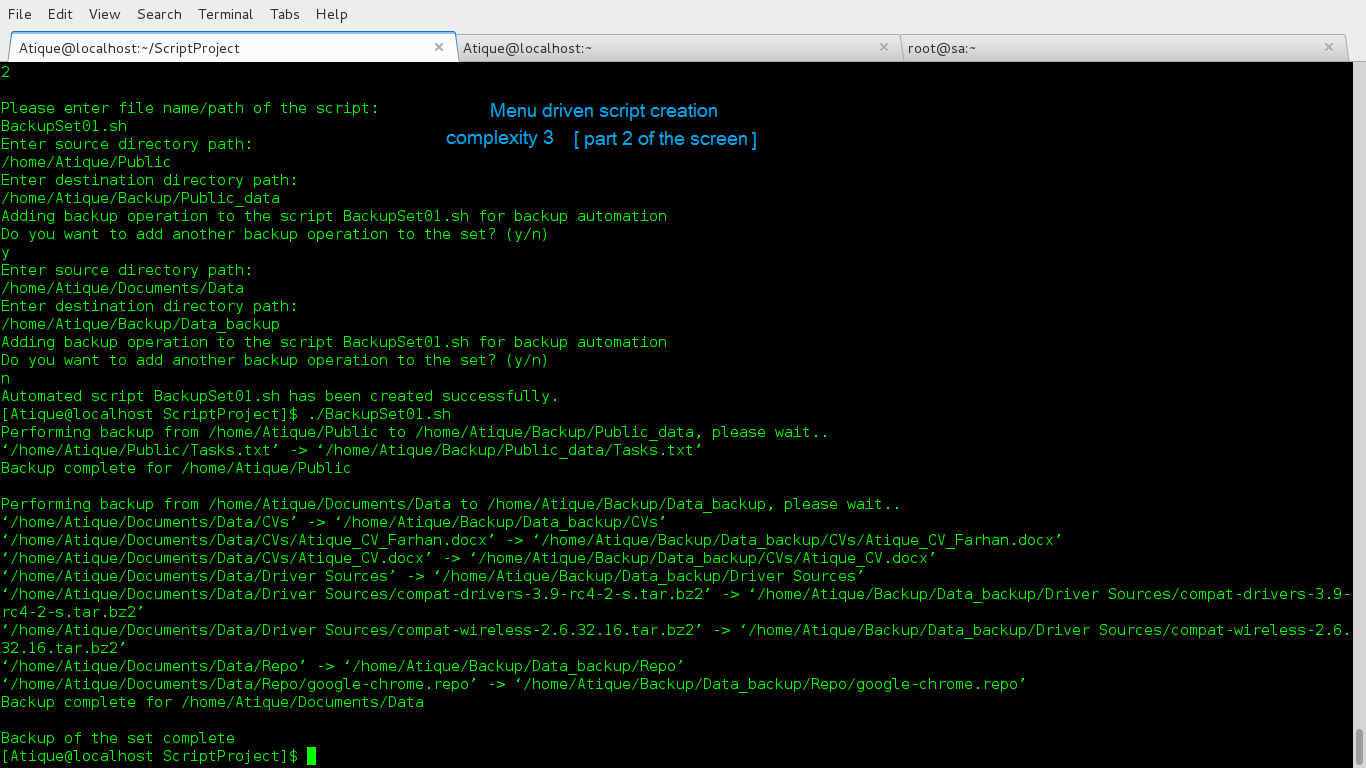 File Edit View Search Terminal Tabs Help
Atique@localhost:~/ScriptProject × Atique@localhost:~ × root@sa:~ ×
2
Please enter file name/path of the script:
Menu driven script creation
BackupSet01.sh
complexity 3 [ part 2 of the screen ]
Enter source directory path:
/home/Atique/Public
Enter destination directory path:
/home/Atique/Backup/Public_data
Adding backup operation to the script BackupSet01.sh for backup automation
Do you want to add another backup operation to the set? (y/n)
y
Enter source directory path:
/home/Atique/Documents/Data
Enter destination directory path:
/home/Atique/Backup/Data_backup
Adding backup operation to the script BackupSet01.sh for backup automation
Do you want to add another backup operation to the set? (y/n)
n
Automated script BackupSet01.sh has been created successfully.
[Atique@localhost ScriptProject]$ ./BackupSet01.sh
Performing backup from /home/Atique/Public to /home/Atique/Backup/Public_data, please wait..
‘/home/Atique/Public/Tasks.txt’ -> ‘/home/Atique/Backup/Public_data/Tasks.txt’
Backup complete for /home/Atique/Public
Performing backup from /home/Atique/Documents/Data to /home/Atique/Backup/Data_backup, please wait..
‘/home/Atique/Documents/Data/CVs’ -> ‘/home/Atique/Backup/Data_backup/CVs’
‘/home/Atique/Documents/Data/CVs/Atique_CV_Farhan.docx’ -> ‘/home/Atique/Backup/Data_backup/CVs/Atique_CV_Farhan.docx’
‘/home/Atique/Documents/Data/CVs/Atique_CV.docx’ -> ‘/home/Atique/Backup/Data_backup/CVs/Atique_CV.docx’
‘/home/Atique/Documents/Data/Driver Sources’ -> ‘/home/Atique/Backup/Data_backup/Driver Sources’
‘/home/Atique/Documents/Data/Driver Sources/compat-drivers-3.9-rc4-2-s.tar.bz2’ -> ‘/home/Atique/Backup/Data_backup/Driver Sources/compat-drivers-3.9-
rc4-2-s.tar.bz2’
‘/home/Atique/Documents/Data/Driver Sources/compat-wireless-2.6.32.16.tar.bz2’ -> ‘/home/Atique/Backup/Data_backup/Driver Sources/compat-wireless-2.6.
32.16.tar.bz2’
‘/home/Atique/Documents/Data/Repo’ -> ‘/home/Atique/Backup/Data_backup/Repo’
‘/home/Atique/Documents/Data/Repo/google-chrome.repo’ -> ‘/home/Atique/Backup/Data_backup/Repo/google-chrome.repo’
Backup complete for /home/Atique/Documents/Data
Backup of the set complete
[Atique@localhost ScriptProject]$